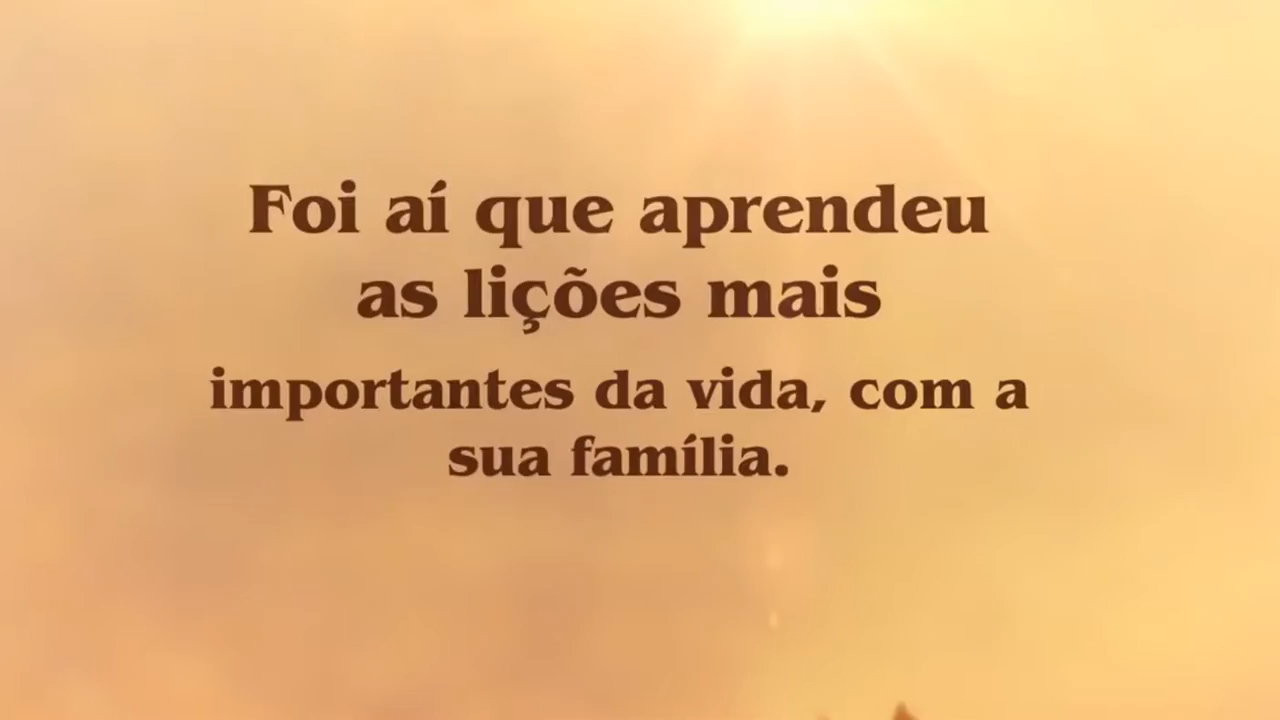 Foi aí que aprendeu
as lições mais
importantes da vida, com a
sua família.